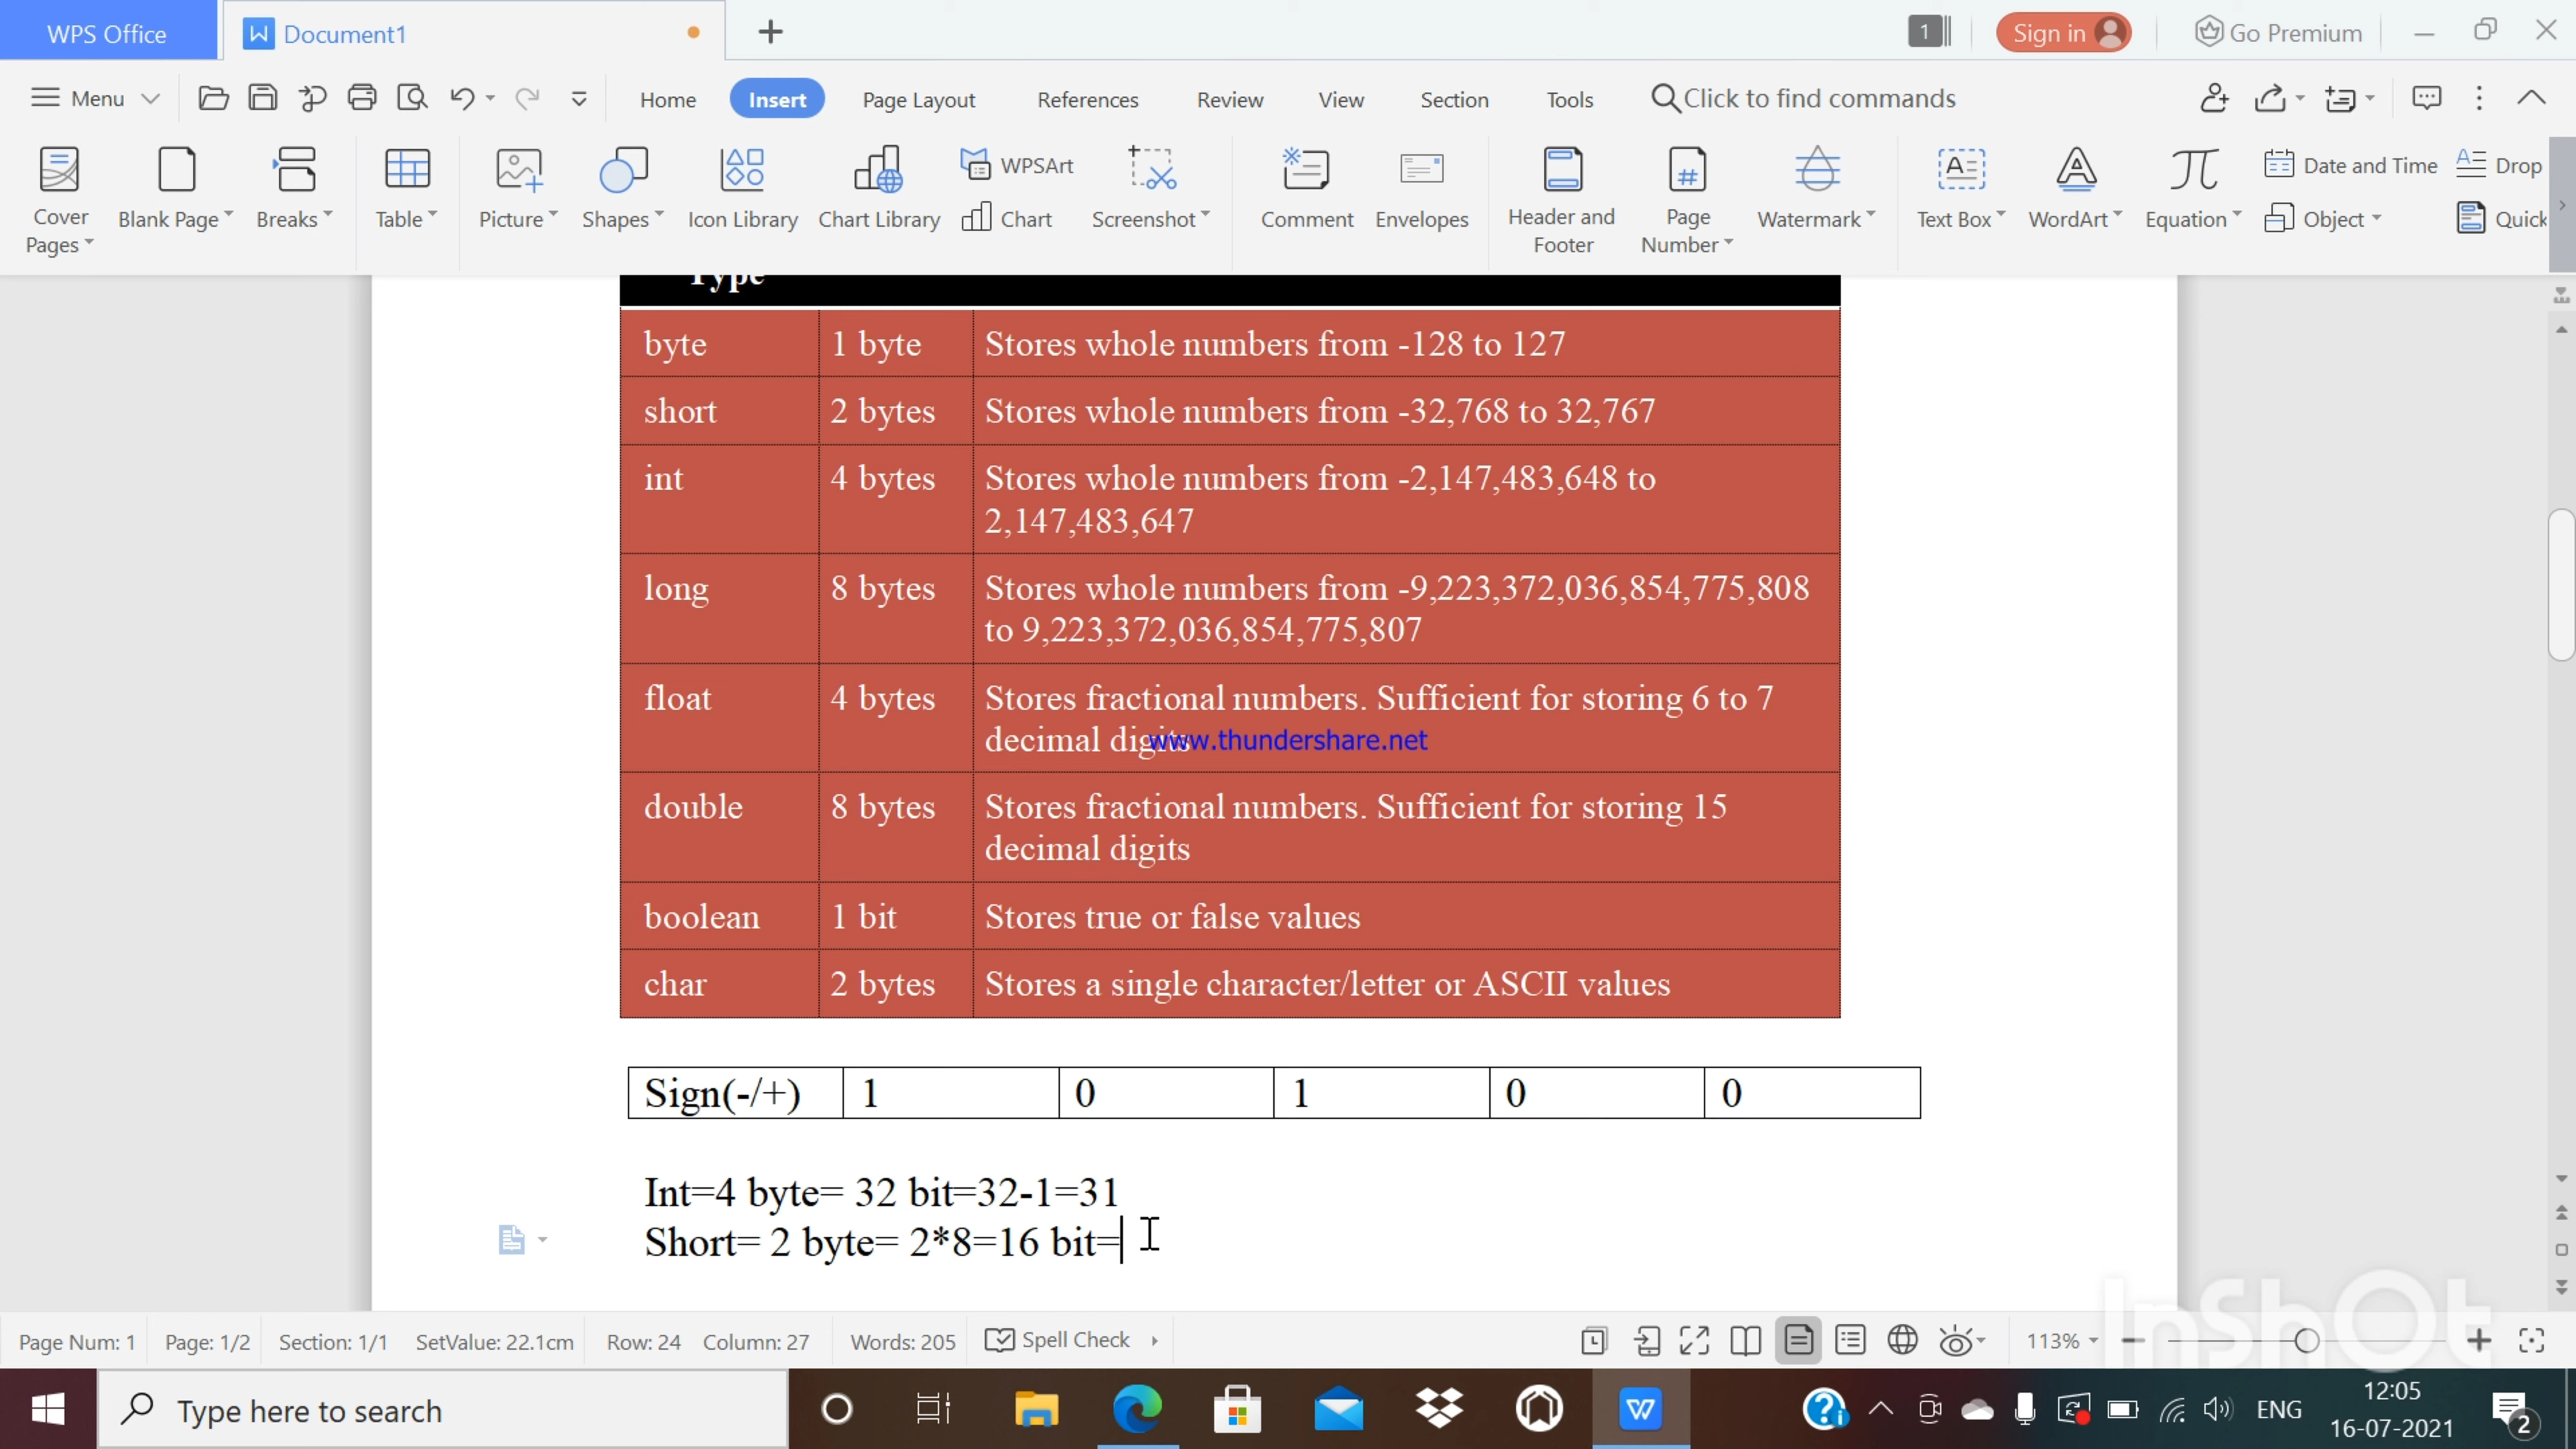 WPS Office
Document1
1
Sign in
Go Premium
Menu
Home
Insert
Page Layout
References
Review
View
Section
Tools
Click to find commands
Cover Pages
Blank Page
Breaks
Table
Picture
Shapes
Icon Library
Chart Library
WPSArt
Chart
Screenshot
Comment
Envelopes
Header and Footer
Page Number
Watermark
Text Box
WordArt
Equation
Date and Time
Object
Drop
Quick
Type
byte 1 byte Stores whole numbers from -128 to 127
short 2 bytes Stores whole numbers from -32,768 to 32,767
int 4 bytes Stores whole numbers from -2,147,483,648 to
2,147,483,647
long 8 bytes Stores whole numbers from -9,223,372,036,854,775,808
to 9,223,372,036,854,775,807
float 4 bytes Stores fractional numbers. Sufficient for storing 6 to 7
decimal digits
www.thundershare.net
double 8 bytes Stores fractional numbers. Sufficient for storing 15
decimal digits
boolean 1 bit Stores true or false values
char 2 bytes Stores a single character/letter or ASCII values
Sign(-/+) 1 0 1 0 0
Int=4 byte= 32 bit=32-1=31
Short= 2 byte= 2*8=16 bit=
InShOt
Page Num: 1 Page: 1/2 Section: 1/1 SetValue: 22.1cm Row: 24 Column: 27 Words: 205 Spell Check 113%
Type here to search
ENG
12:05
16-07-2021
2